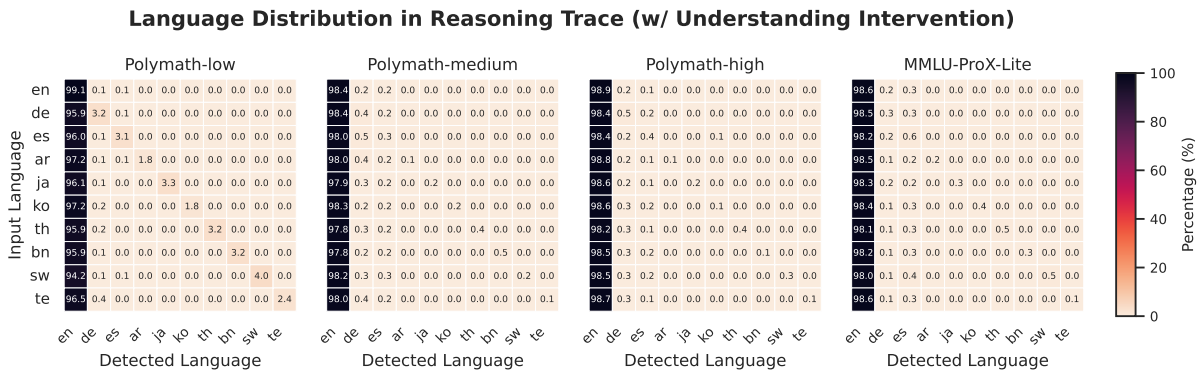 Language Distribution in Reasoning Trace (w/ Understanding Intervention)
Polymath-low Polymath-medium Polymath-high MMLU-ProX-Lite
Input Language
en 99.1 0.1 0.1 0.0 0.0 0.0 0.0 0.0 0.0 0.0 98.4 0.2 0.2 0.0 0.0 0.0 0.0 0.0 0.0 0.0 98.9 0.2 0.1 0.0 0.0 0.0 0.0 0.0 0.0 0.0 98.6 0.2 0.3 0.0 0.0 0.0 0.0 0.0 0.0 0.0
de 95.9 3.2 0.1 0.0 0.0 0.0 0.0 0.0 0.0 0.0 98.4 0.4 0.2 0.0 0.0 0.0 0.0 0.0 0.0 0.0 98.4 0.5 0.2 0.0 0.0 0.0 0.0 0.0 0.0 0.0 98.5 0.3 0.3 0.0 0.0 0.0 0.0 0.0 0.0 0.0
es 96.0 0.1 3.1 0.0 0.0 0.0 0.0 0.0 0.0 0.0 98.0 0.5 0.3 0.0 0.0 0.0 0.0 0.0 0.0 0.0 98.4 0.2 0.4 0.0 0.0 0.1 0.0 0.0 0.0 0.0 98.2 0.2 0.6 0.0 0.0 0.0 0.0 0.0 0.0 0.0
ar 97.2 0.1 0.1 1.8 0.0 0.0 0.0 0.0 0.0 0.0 98.0 0.4 0.2 0.1 0.0 0.0 0.0 0.0 0.0 0.0 98.8 0.2 0.1 0.1 0.0 0.0 0.0 0.0 0.0 0.0 98.5 0.1 0.2 0.2 0.0 0.0 0.0 0.0 0.0 0.0
ja 96.1 0.1 0.0 0.0 3.3 0.0 0.0 0.0 0.0 0.0 97.9 0.3 0.2 0.0 0.2 0.0 0.0 0.0 0.0 0.0 98.6 0.2 0.1 0.0 0.2 0.0 0.0 0.0 0.0 0.0 98.3 0.2 0.2 0.0 0.3 0.0 0.0 0.0 0.0 0.0
ko 97.2 0.2 0.0 0.0 0.0 1.8 0.0 0.0 0.0 0.0 98.3 0.2 0.2 0.0 0.0 0.2 0.0 0.0 0.0 0.0 98.6 0.3 0.2 0.0 0.0 0.1 0.0 0.0 0.0 0.0 98.4 0.1 0.3 0.0 0.0 0.4 0.0 0.0 0.0 0.0
th 95.9 0.2 0.0 0.0 0.0 0.0 3.2 0.0 0.0 0.0 97.8 0.3 0.2 0.0 0.0 0.0 0.4 0.0 0.0 0.0 98.2 0.3 0.1 0.0 0.0 0.0 0.4 0.0 0.0 0.0 98.1 0.1 0.3 0.0 0.0 0.0 0.5 0.0 0.0 0.0
bn 95.9 0.1 0.0 0.0 0.0 0.0 0.0 3.2 0.0 0.0 97.8 0.2 0.2 0.0 0.0 0.0 0.0 0.5 0.0 0.0 98.5 0.3 0.2 0.0 0.0 0.0 0.0 0.1 0.0 0.0 98.2 0.1 0.3 0.0 0.0 0.0 0.0 0.3 0.0 0.0
sw 94.2 0.1 0.1 0.0 0.0 0.0 0.0 0.0 4.0 0.0 98.2 0.3 0.3 0.0 0.0 0.0 0.0 0.0 0.2 0.0 98.5 0.3 0.2 0.0 0.0 0.0 0.0 0.0 0.3 0.0 98.5 0.1 0.4 0.0 0.0 0.0 0.0 0.0 0.5 0.0
te 96.5 0.4 0.1 0.0 0.0 0.0 0.0 0.0 0.0 2.4 98.0 0.4 0.2 0.0 0.0 0.0 0.0 0.0 0.0 0.1 98.7 0.3 0.1 0.0 0.0 0.0 0.0 0.0 0.0 0.1 98.6 0.1 0.3 0.0 0.0 0.0 0.0 0.0 0.0 0.1
en de es ar ja ko th bn sw te en de es ar ja ko th bn sw te en de es ar ja ko th bn sw te en de es ar ja ko th bn sw te
Detected Language Detected Language Detected Language Detected Language
100
80
60
40
20
0
Percentage (%)